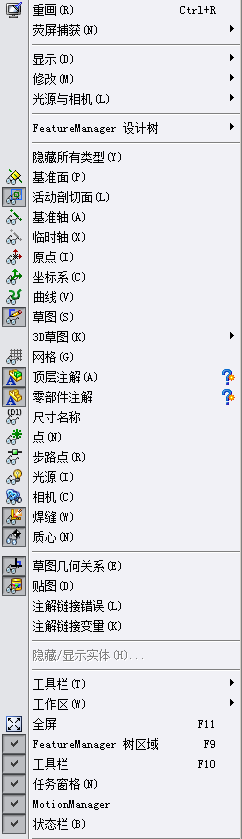 重画(R) Ctrl+R
荧屏捕获(N)
显示(D)
修改(M)
光源与相机(L)
FeatureManager 设计树
隐藏所有类型(Y)
基准面(P)
活动剖切面(L)
基准轴(A)
临时轴(X)
原点(I)
坐标系(C)
曲线(V)
草图(S)
3D草图(K)
网格(G)
顶层注解(A)
零部件注解
尺寸名称
点(N)
步路点(R)
光源(I)
相机(C)
焊缝(W)
质心(N)
草图几何关系(E)
贴图(D)
注解链接错误(L)
注解链接变量(K)
隐藏/显示实体(H)...
工具栏(T)
工作区(W)
全屏 F11
FeatureManager 树区域 F9
工具栏 F10
任务窗格(N)
MotionManager
状态栏(B)